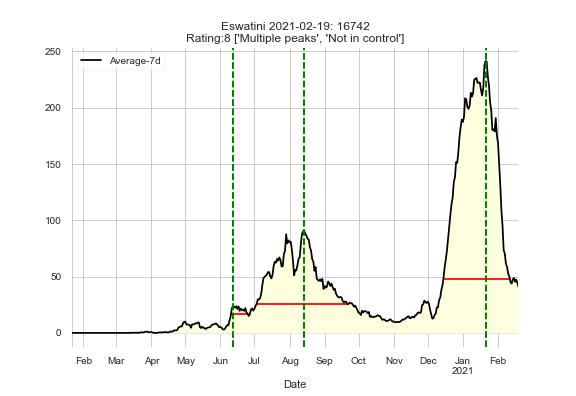 Eswatini 2021-02-19: 16742
Rating:8 ['Multiple peaks', 'Not in control']
Average-7d
250
200
150
100
50
0
Feb Mar Apr May Jun Jul Aug Sep Oct Nov Dec Jan Feb
2021
Date